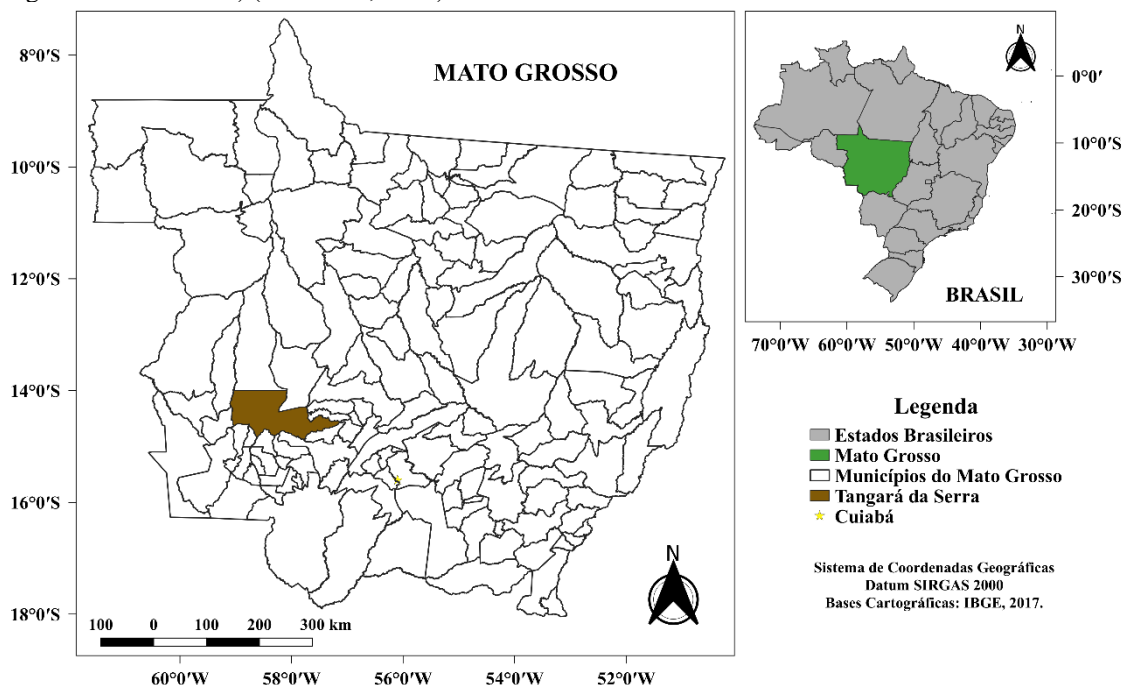 MATO GROSSO
8°0'S
10°0'S
12°0'S
14°0'S
16°0'S
18°0'S
100 0 100 200 300 km
N
60°0'W 58°0'W 56°0'W 54°0'W 52°0'W
N
0°0'
10°0'S
20°0'S
30°0'S
BRASIL
70°0'W 60°0'W 50°0'W 40°0'W 30°0'W
Legenda
Estados Brasileiros
Mato Grosso
Municípios do Mato Grosso
Tangará da Serra
Cuiabá
Sistema de Coordenadas Geográficas
Datum SIRGAS 2000
Bases Cartográficas: IBGE, 2017.